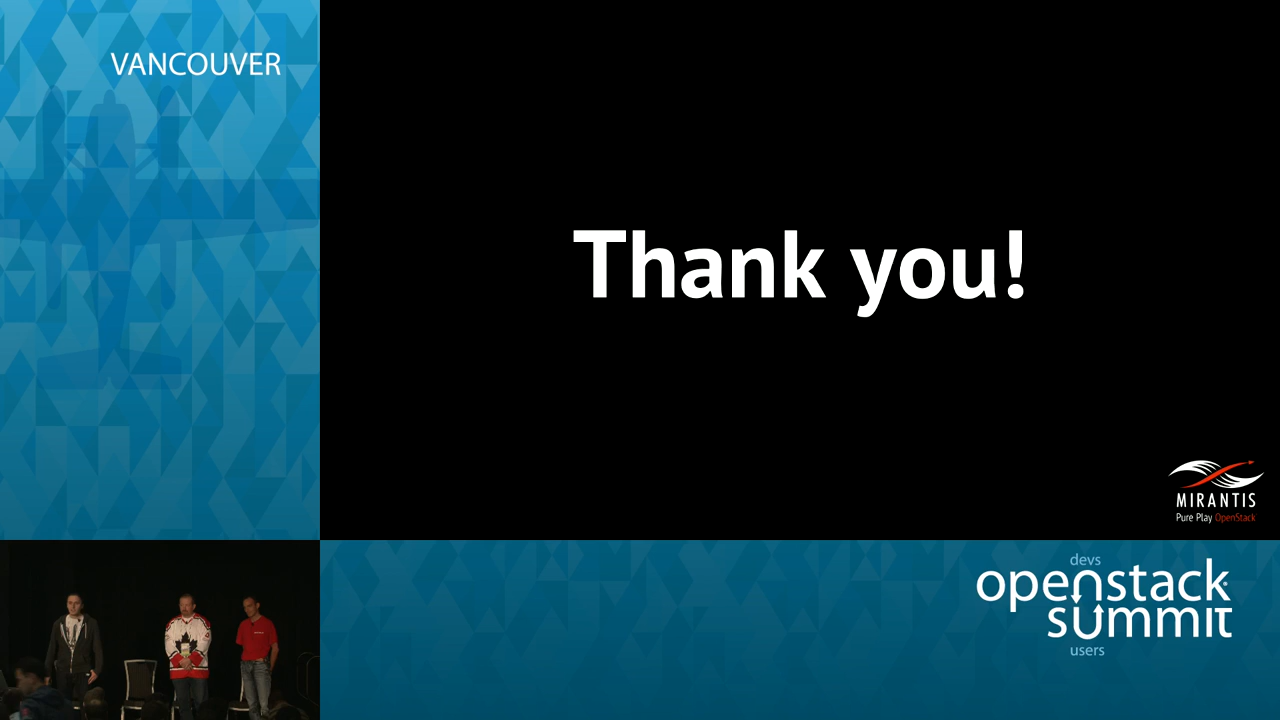 VANCOUVER
Thank you!
MIRANTIS
Pure Play OpenStack
devs
openstack
summit
users